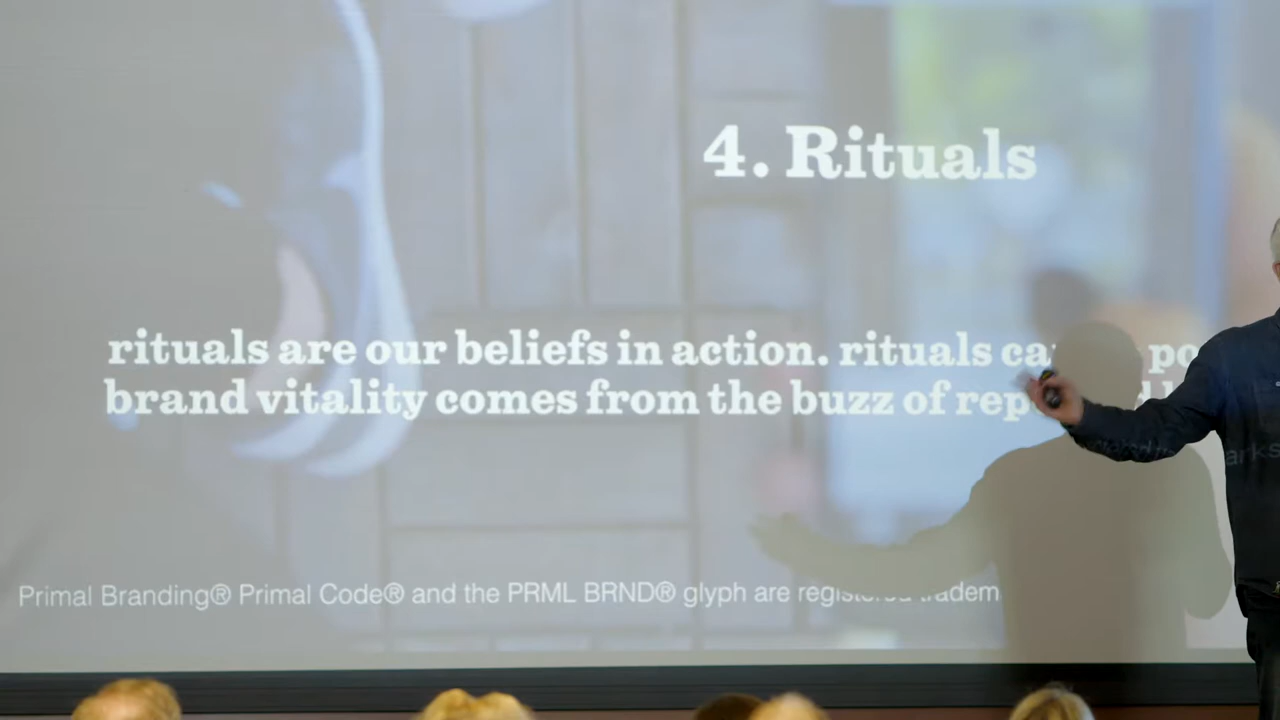 4. Rituals
rituals are our beliefs in action. rituals
brand vitality comes from the buzz of
Primal Branding® Primal Code® and the PRML BRND® glyph are registered